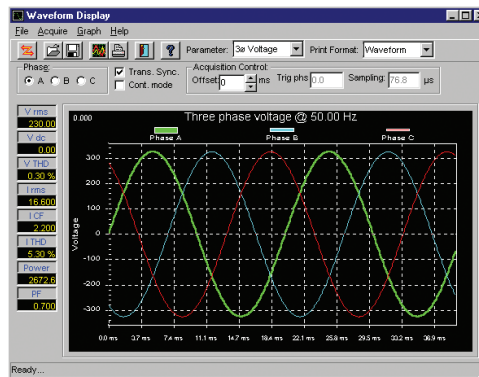 Waveform Display
File Acquire Graph Help
Parameter: 3ø Voltage Print Format: Waveform
Phase: Trans. Sync. Acquisition Control:
A B C Cont. mode Offset: 0 ms Trig phs 0.0 Sampling: 76.8 µs
V rms
230.00
V dc
0.00
V THD
0.30 %
I rms
16.600
I CF
2.200
I THD
5.30 %
Power
2672.6
PF
0.700
0.000 Three phase voltage @ 50.00 Hz
Phase A Phase B Phase C
300
200
100
0
-100
-200
-300
Voltage
0.0 ms 3.7 ms 7.4 ms 11.1 ms 14.7 ms 18.4 ms 22.1 ms 25.8 ms 29.5 ms 33.2 ms 36.9 ms
Ready...